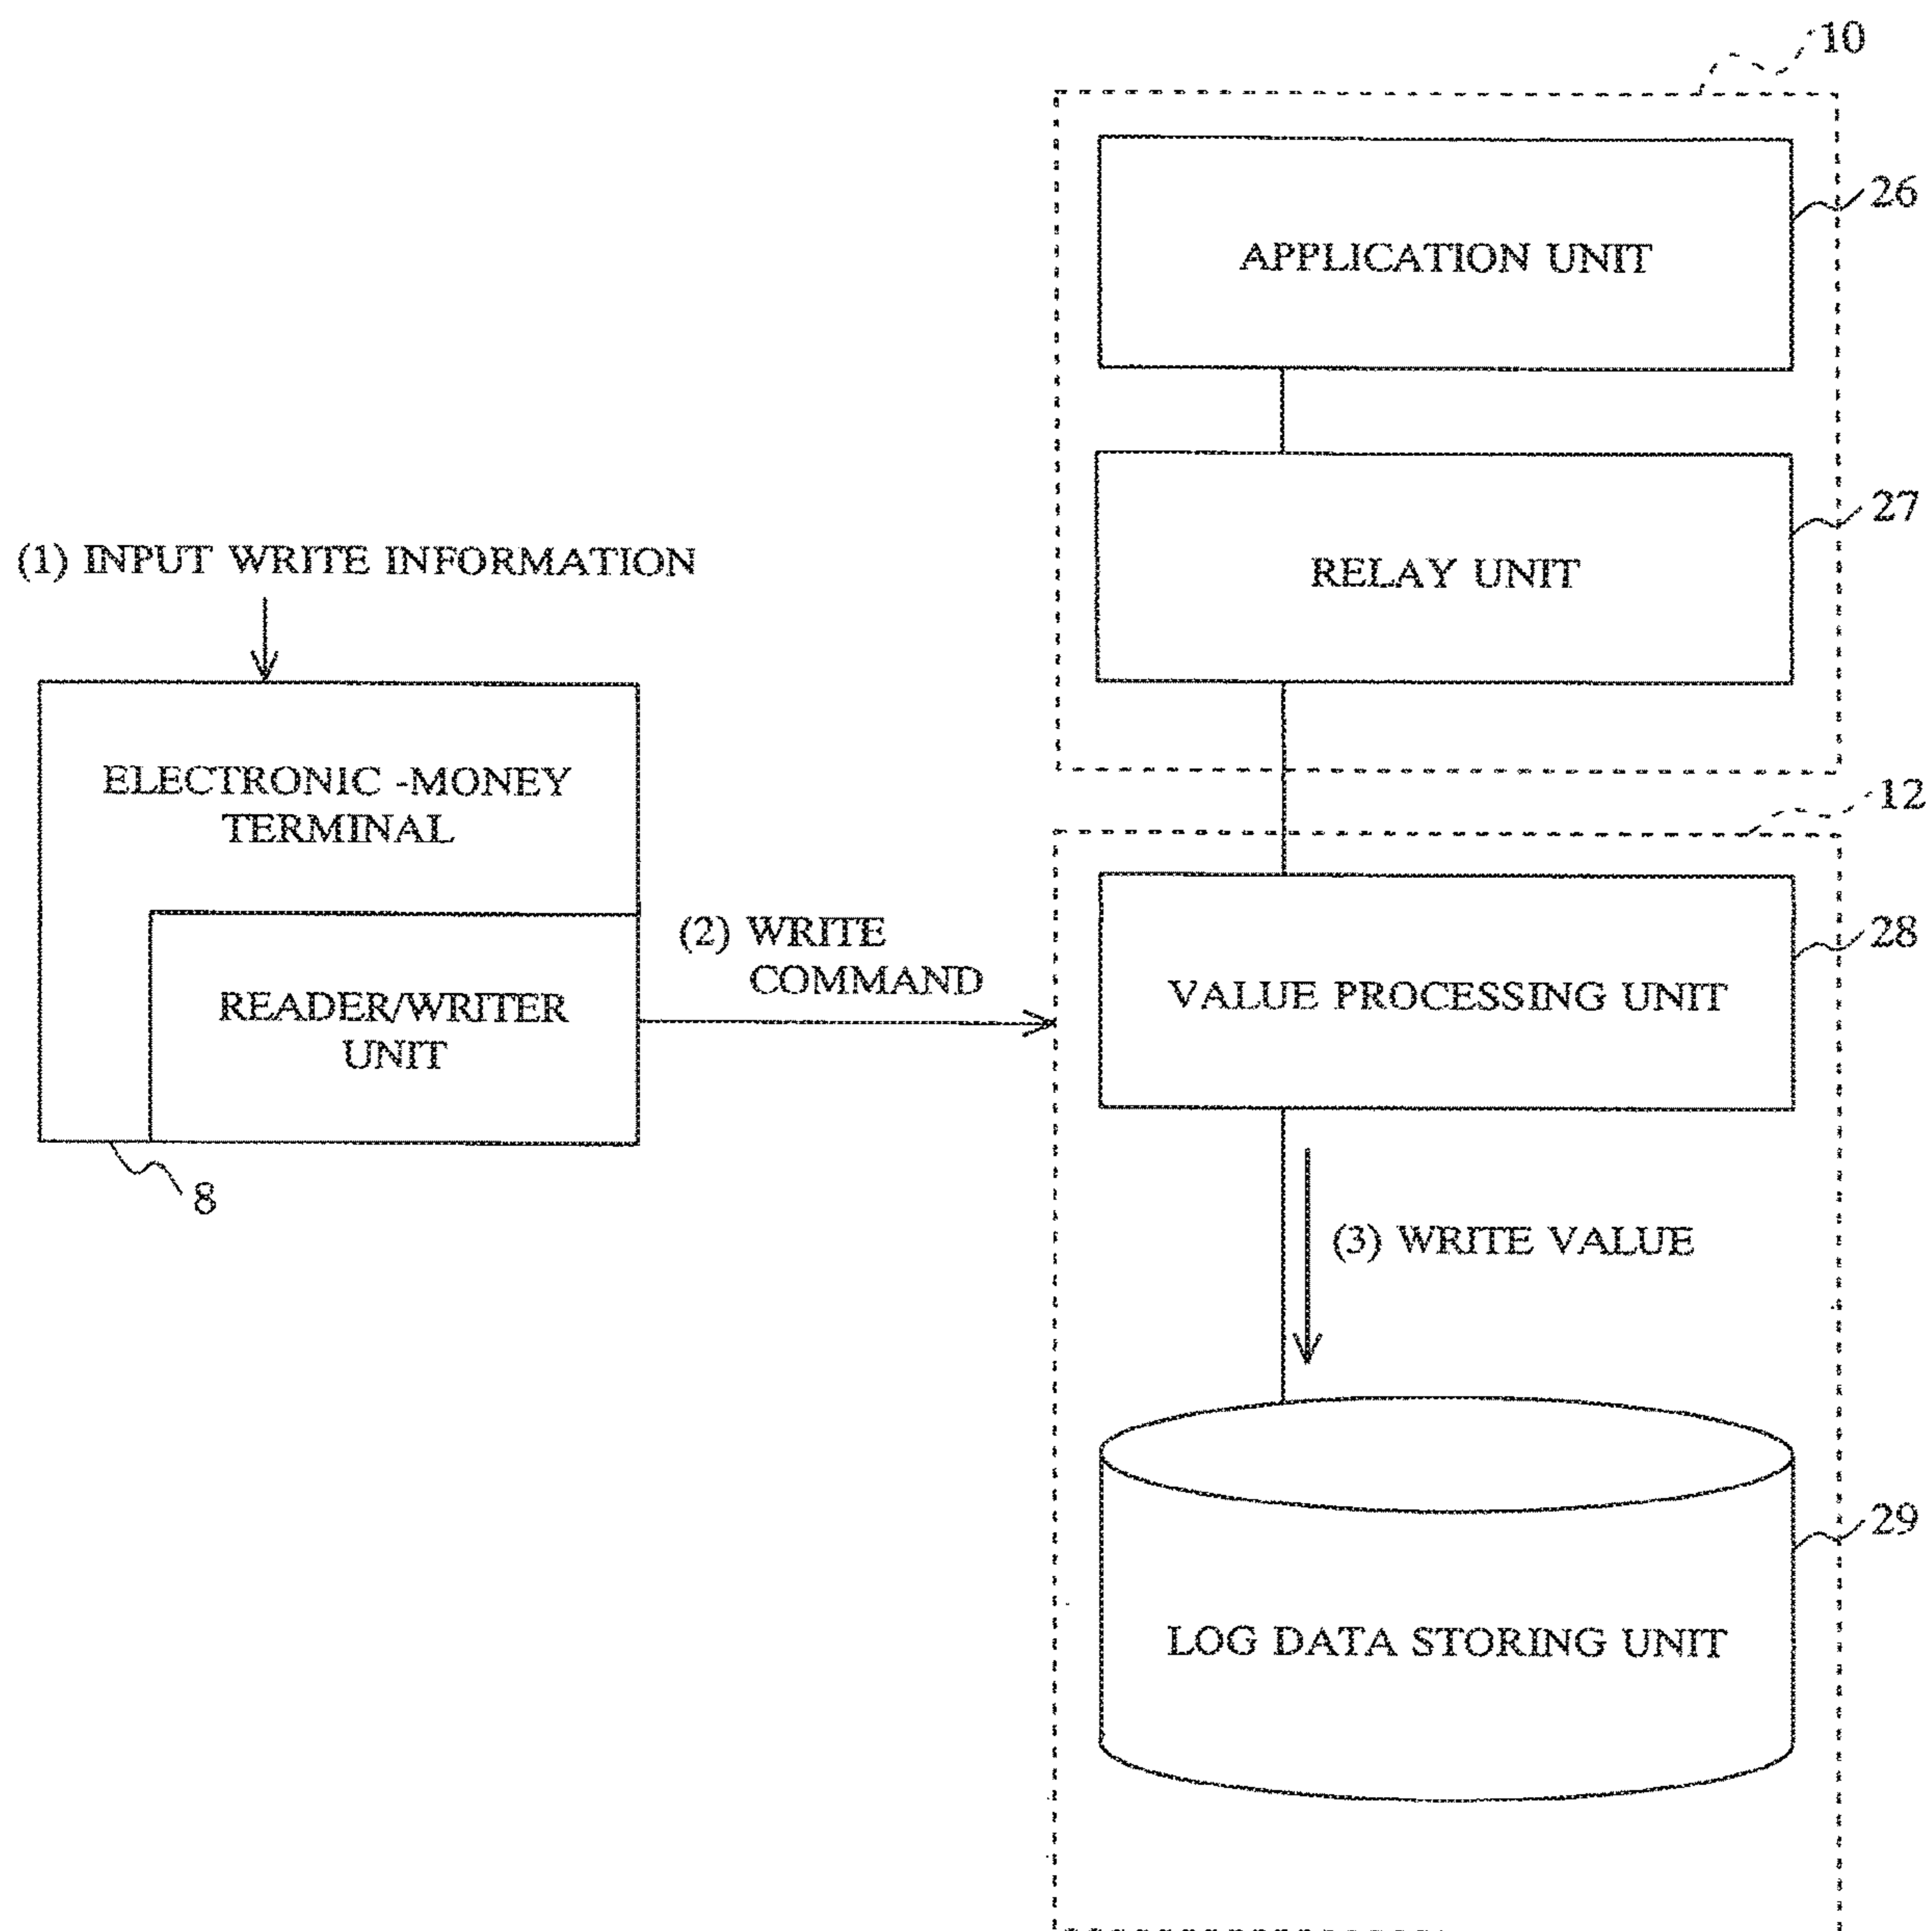 10
26
APPLICATION UNIT
27
RELAY UNIT
(1) INPUT WRITE INFORMATION
ELECTRONIC -MONEY
TERMINAL
12
28
(2) WRITE
COMMAND
VALUE PROCESSING UNIT
READER/WRITER
UNIT
8
(3) WRITE VALUE
29
LOG DATA STORING UNIT